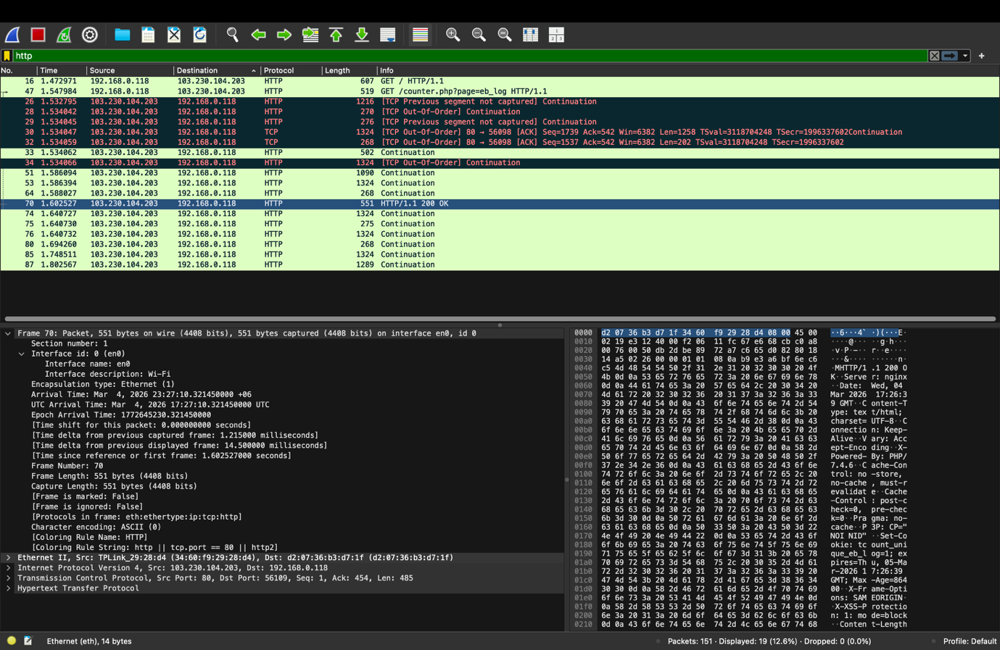 http
No. Time Source Destination Protocol Length Info
16 1.472971 192.168.0.118 103.230.104.203 HTTP 607 GET / HTTP/1.1
47 1.547984 192.168.0.118 103.230.104.203 HTTP 519 GET /counter.php?page=eb_log HTTP/1.1
26 1.532795 103.230.104.203 192.168.0.118 HTTP 1216 [TCP Previous segment not captured] Continuation
28 1.534042 103.230.104.203 192.168.0.118 HTTP 270 [TCP Out-Of-Order] Continuation
29 1.534045 103.230.104.203 192.168.0.118 HTTP 276 [TCP Previous segment not captured] Continuation
30 1.534047 103.230.104.203 192.168.0.118 TCP 1324 [TCP Out-Of-Order] 80 → 56098 [ACK] Seq=1739 Ack=542 Win=6382 Len=1258 TSval=3118704248 TSecr=1996337602Continuation
32 1.534059 103.230.104.203 192.168.0.118 TCP 268 [TCP Out-Of-Order] 80 → 56098 [ACK] Seq=1537 Ack=542 Win=6382 Len=202 TSval=3118704248 TSecr=1996337602
33 1.534062 103.230.104.203 192.168.0.118 HTTP 502 Continuation
34 1.534066 103.230.104.203 192.168.0.118 HTTP 1324 [TCP Out-Of-Order] Continuation
51 1.586094 103.230.104.203 192.168.0.118 HTTP 1090 Continuation
53 1.586394 103.230.104.203 192.168.0.118 HTTP 1324 Continuation
64 1.588027 103.230.104.203 192.168.0.118 HTTP 268 Continuation
70 1.602527 103.230.104.203 192.168.0.118 HTTP 551 HTTP/1.1 200 OK
74 1.640727 103.230.104.203 192.168.0.118 HTTP 1324 Continuation
75 1.640730 103.230.104.203 192.168.0.118 HTTP 275 Continuation
76 1.640732 103.230.104.203 192.168.0.118 HTTP 1324 Continuation
80 1.694260 103.230.104.203 192.168.0.118 HTTP 268 Continuation
85 1.748511 103.230.104.203 192.168.0.118 HTTP 1324 Continuation
87 1.802567 103.230.104.203 192.168.0.118 HTTP 1289 Continuation
Frame 70: Packet, 551 bytes on wire (4408 bits), 551 bytes captured (4408 bits) on interface en0, id 0
Section number: 1
Interface id: 0 (en0)
Interface name: en0
Interface description: Wi-Fi
Encapsulation type: Ethernet (1)
Arrival Time: Mar  4, 2026 23:27:10.321450000 +06
UTC Arrival Time: Mar  4, 2026 17:27:10.321450000 UTC
Epoch Arrival Time: 1772645230.321450000
[Time shift for this packet: 0.000000000 seconds]
[Time delta from previous captured frame: 1.215000 milliseconds]
[Time delta from previous displayed frame: 14.500000 milliseconds]
[Time since reference or first frame: 1.602527000 seconds]
Frame Number: 70
Frame Length: 551 bytes (4408 bits)
Capture Length: 551 bytes (4408 bits)
[Frame is marked: False]
[Frame is ignored: False]
[Protocols in frame: eth:ethertype:ip:tcp:http]
Character encoding: ASCII (0)
[Coloring Rule Name: HTTP]
[Coloring Rule String: http || tcp.port == 80 || http2]
Ethernet II, Src: TPLink_29:28:d4 (34:60:f9:29:28:d4), Dst: d2:07:36:b3:d7:1f (d2:07:36:b3:d7:1f)
Internet Protocol Version 4, Src: 103.230.104.203, Dst: 192.168.0.118
Transmission Control Protocol, Src Port: 80, Dst Port: 56109, Seq: 1, Ack: 454, Len: 485
Hypertext Transfer Protocol
0000 d2 07 36 b3 d7 1f 34 60 f9 29 28 d4 08 00 45 00 ··6···4` ·)(···E·
0010 02 19 e3 12 40 00 f2 06 11 fc 67 e6 68 cb c0 a8 ····@··· ··g·h···
0020 00 76 00 50 db 2d be 89 72 a7 c6 65 d0 82 80 18 ·v·P·-·· r··e····
0030 14 a5 02 26 00 00 01 01 08 0a b9 e3 a6 bf 6e c6 ···&···· ······n·
0040 c5 4d 48 54 54 50 2f 31 2e 31 20 32 30 30 20 4f ·MHTTP/1 .1 200 O
0050 4b 0d 0a 53 65 72 76 65 72 3a 20 6e 67 69 6e 78 K··Serve r: nginx
0060 0d 0a 44 61 74 65 3a 20 57 65 64 2c 20 30 34 20 ··Date: Wed, 04
0070 4d 61 72 20 32 30 32 36 20 31 37 3a 32 36 3a 33 Mar 2026 17:26:3
0080 39 20 47 4d 54 0d 0a 43 6f 6e 74 65 6e 74 2d 54 9 GMT··C ontent-T
0090 79 70 65 3a 20 74 65 78 74 2f 68 74 6d 6c 3b 20 ype: tex t/html;
00a0 63 68 61 72 73 65 74 3d 55 54 46 2d 38 0d 0a 43 charset= UTF-8··C
00b0 6f 6e 6e 65 63 74 69 6f 6e 3a 20 4b 65 65 70 2d onnectio n: Keep-
00c0 41 6c 69 76 65 0d 0a 56 61 72 79 3a 20 41 63 63 Alive··V ary: Acc
00d0 65 70 74 2d 45 6e 63 6f 64 69 6e 67 0d 0a 58 2d ept-Enco ding··X-
00e0 50 6f 77 65 72 65 64 2d 42 79 3a 20 50 48 50 2f Powered- By: PHP/
00f0 37 2e 34 2e 36 0d 0a 43 61 63 68 65 2d 43 6f 6e 7.4.6··C ache-Con
0100 74 72 6f 6c 3a 20 6e 6f 2d 73 74 6f 72 65 2c 20 trol: no -store,
0110 6e 6f 2d 63 61 63 68 65 2c 20 6d 75 73 74 2d 72 no-cache , must-r
0120 65 76 61 6c 69 64 61 74 65 0d 0a 43 61 63 68 65 evalidat e··Cache
0130 2d 43 6f 6e 74 72 6f 6c 3a 20 70 6f 73 74 2d 63 -Control : post-c
0140 68 65 63 6b 3d 30 2c 20 70 72 65 2d 63 68 65 63 heck=0, pre-chec
0150 6b 3d 30 0d 0a 50 72 61 67 6d 61 3a 20 6e 6f 2d k=0··Pra gma: no-
0160 63 61 63 68 65 0d 0a 50 33 50 3a 20 43 50 3d 22 cache··P 3P: CP="
0170 4e 4f 49 20 4e 49 44 22 0d 0a 53 65 74 2d 43 6f NOI NID" ··Set-Co
0180 6f 6b 69 65 3a 20 74 63 6f 75 6e 74 5f 75 6e 69 okie: tc ount_uni
0190 71 75 65 5f 65 62 5f 6c 6f 67 3d 31 3b 20 65 78 que_eb_l og=1; ex
01a0 70 69 72 65 73 3d 54 68 75 2c 20 30 35 2d 4d 61 pires=Th u, 05-Ma
01b0 72 2d 32 30 32 36 20 31 37 3a 32 36 3a 33 39 20 r-2026 1 7:26:39
01c0 47 4d 54 3b 20 4d 61 78 2d 41 67 65 3d 38 36 34 GMT; Max -Age=864
01d0 30 30 0d 0a 58 2d 46 72 61 6d 65 2d 4f 70 74 69 00··X-Fr ame-Opti
01e0 6f 6e 73 3a 20 53 41 4d 45 4f 52 49 47 49 4e 0d ons: SAM EORIGIN·
01f0 0a 58 2d 58 53 53 2d 50 72 6f 74 65 63 74 69 6f ·X-XSS-P rotectio
0200 6e 3a 20 31 3a 20 6d 6f 64 65 3d 62 6c 6f 63 6b n: 1: mode=block
0210 0d 0a 43 6f 6e 74 65 6e 74 2d 4c 65 6e 67 74 68 ··Conten t-Length
Ethernet (eth), 14 bytes
Packets: 151 · Displayed: 19 (12.6%) · Dropped: 0 (0.0%)
Profile: Default